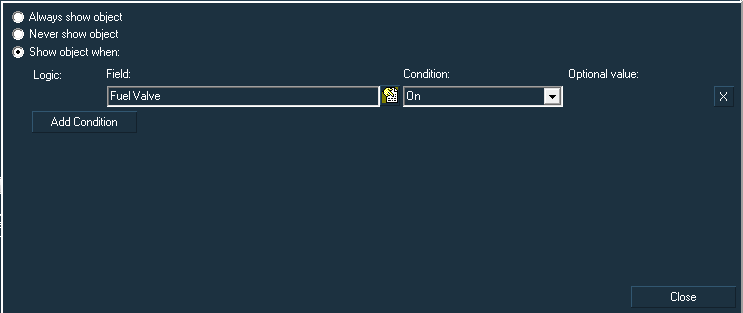 Always show object
Never show object
Show object when:
Logic: Field: Condition: Optional value:
Fuel Valve On X
Add Condition
Close